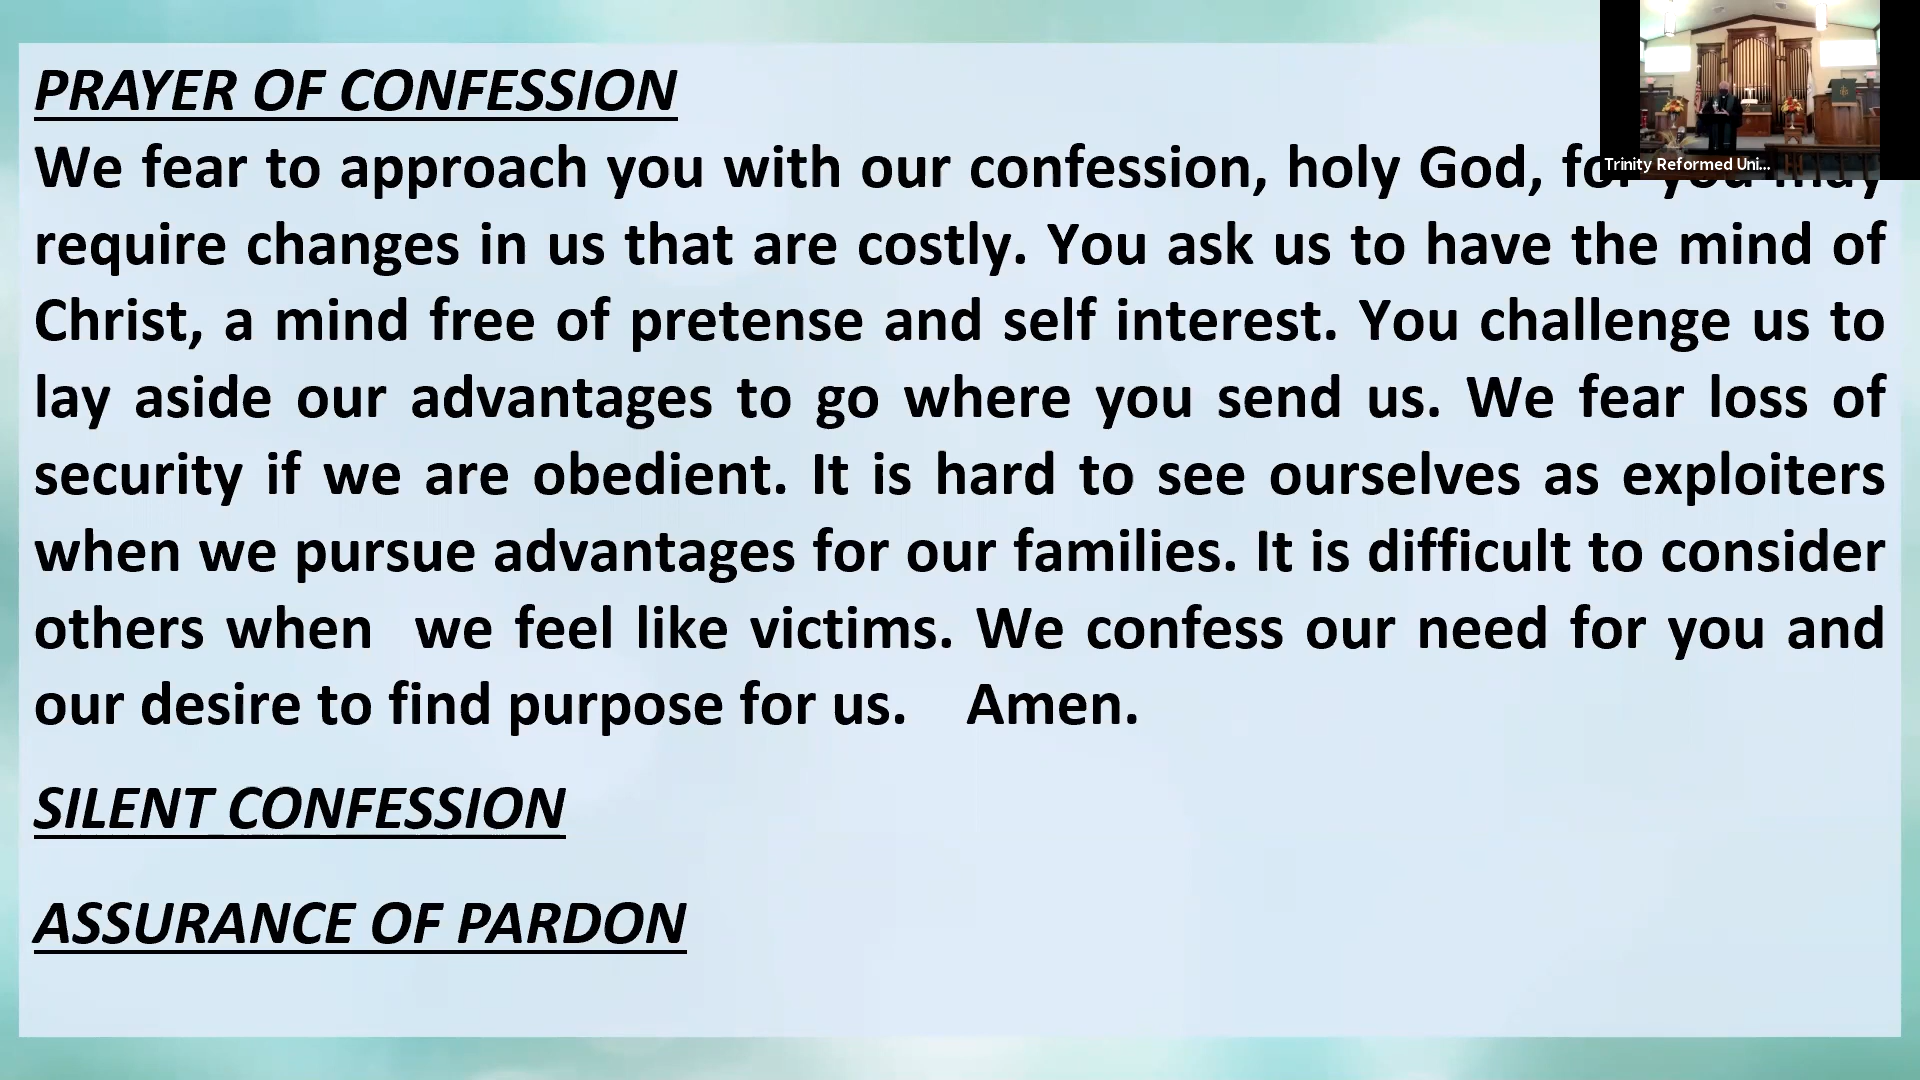 PRAYER OF CONFESSION
We fear to approach you with our confession, holy God, for you may
require changes in us that are costly. You ask us to have the mind of
Christ, a mind free of pretense and self interest. You challenge us to
lay aside our advantages to go where you send us. We fear loss of
security if we are obedient. It is hard to see ourselves as exploiters
when we pursue advantages for our families. It is difficult to consider
others when  we feel like victims. We confess our need for you and
our desire to find purpose for us.    Amen.
SILENT CONFESSION
ASSURANCE OF PARDON
Trinity Reformed Uni...